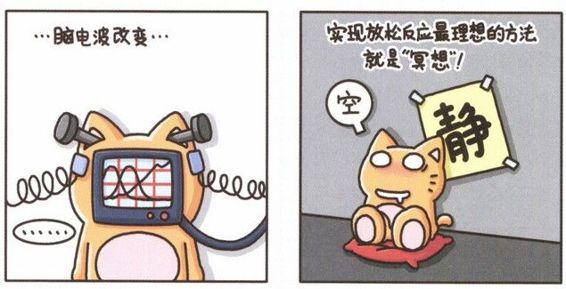 …脑电波改变…
……
实现放松反应最理想的方法
就是"冥想"!
空
静